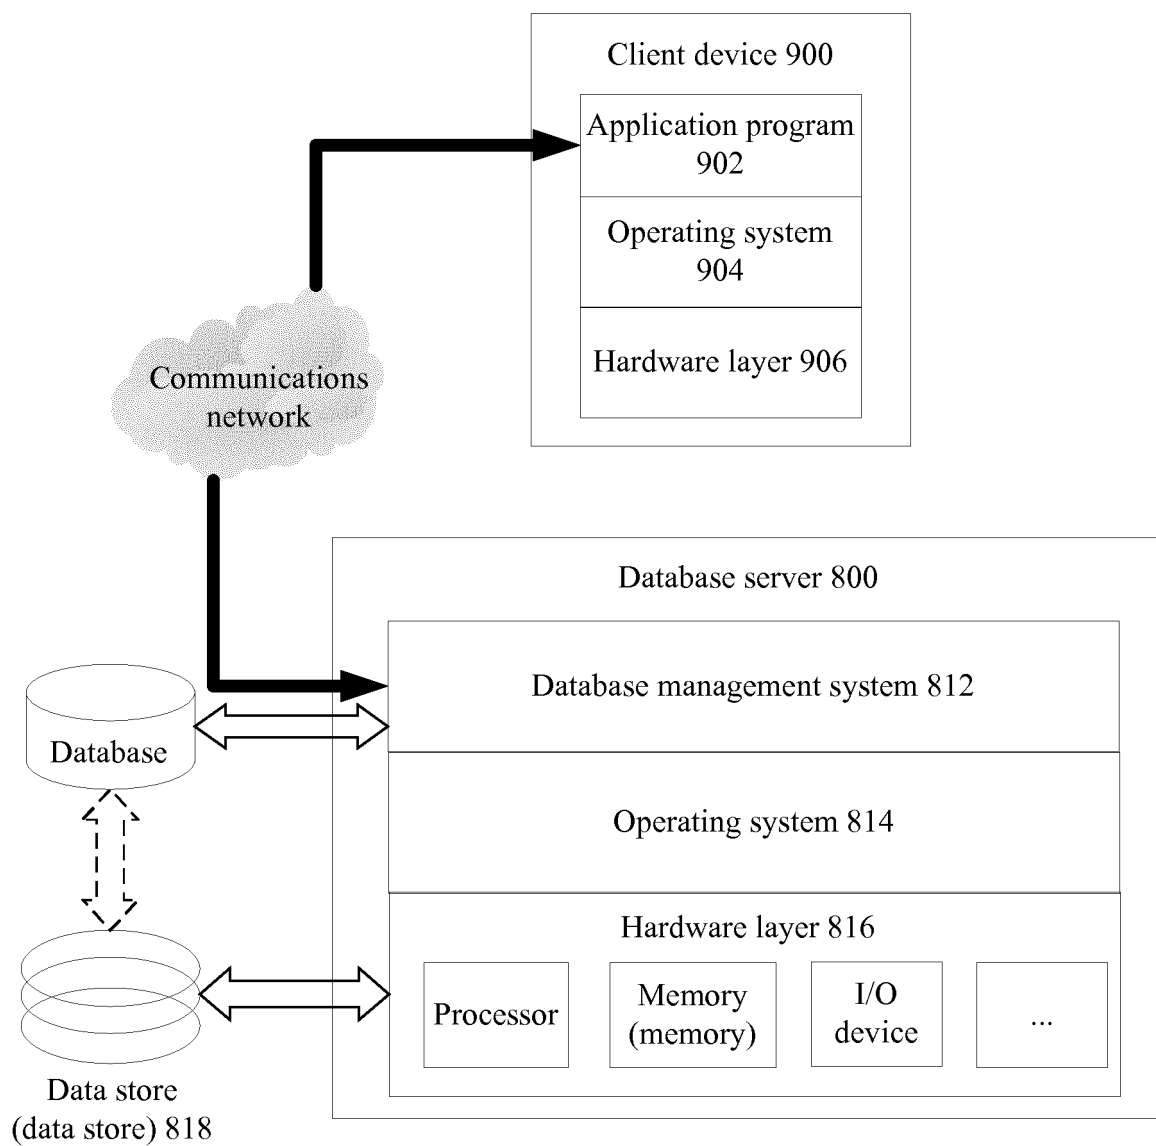 Client device 900
Application program
902
Operating system
904
Hardware layer 906
Communications
network
Database server 800
Database management system 812
Database
Operating system 814
Hardware layer 816
Processor
Memory
(memory)
I/O
device
...
Data store
(data store) 818